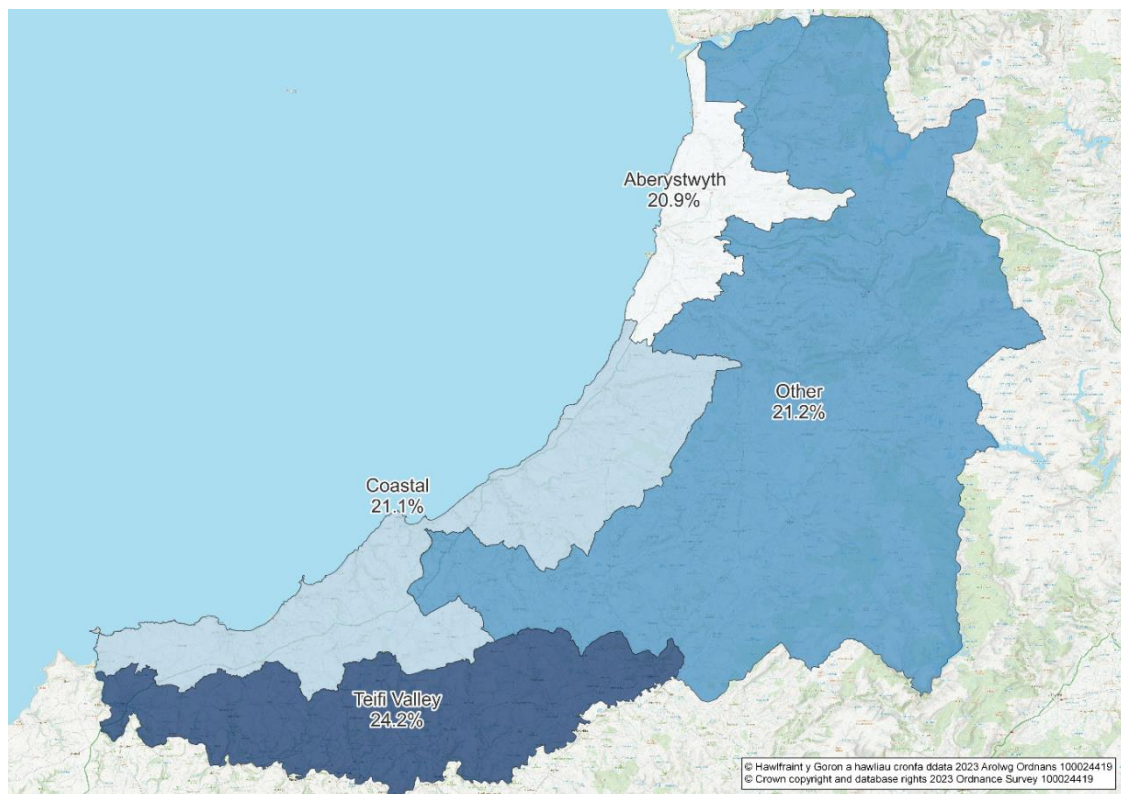 Aberystwyth
20.9%
Other
21.2%
Coastal
21.1%
Teifi Valley
24.2%
© Hawlfraint y Goron a hawliau cronfa ddata 2023 Arolwg Ordnans 100024419
© Crown copyright and database rights 2023 Ordnance Survey 100024419